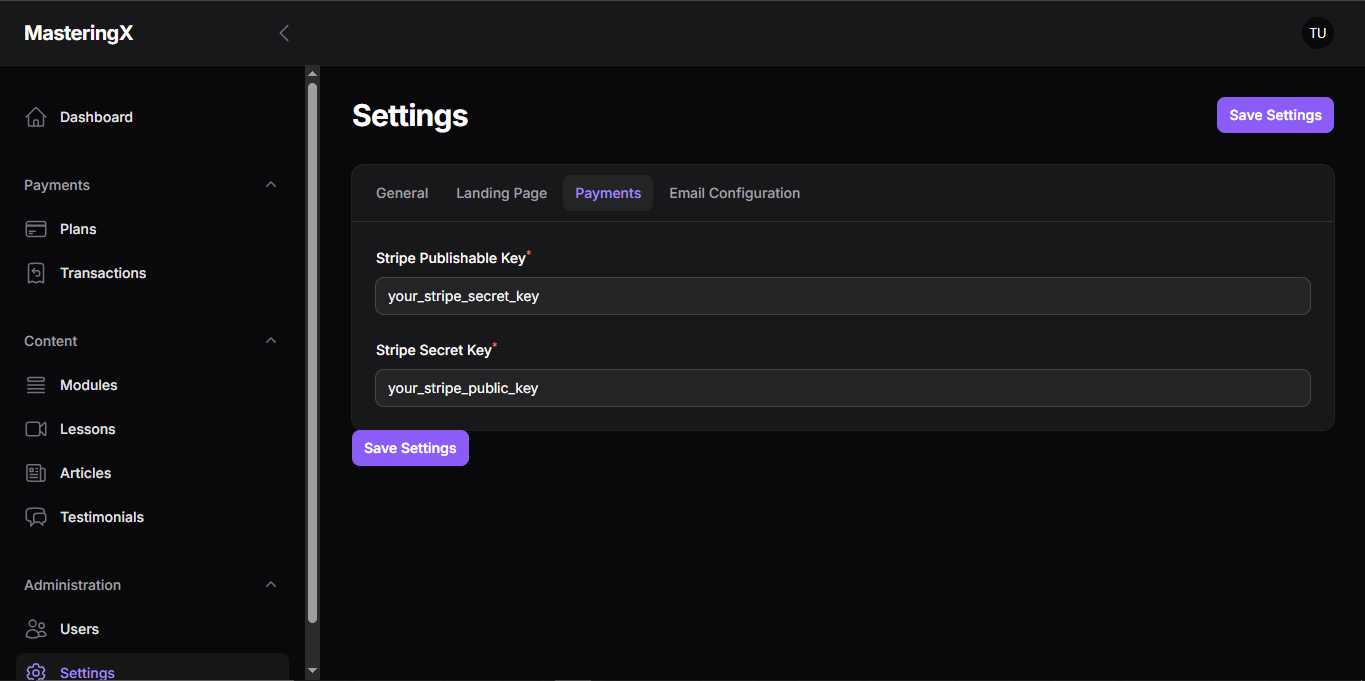 MasteringX
TU
Dashboard
Payments
Plans
Transactions
Content
Modules
Lessons
Articles
Testimonials
Administration
Users
Settings
Settings
Save Settings
General
Landing Page
Payments
Email Configuration
Stripe Publishable Key*
your_stripe_secret_key
Stripe Secret Key*
your_stripe_public_key
Save Settings